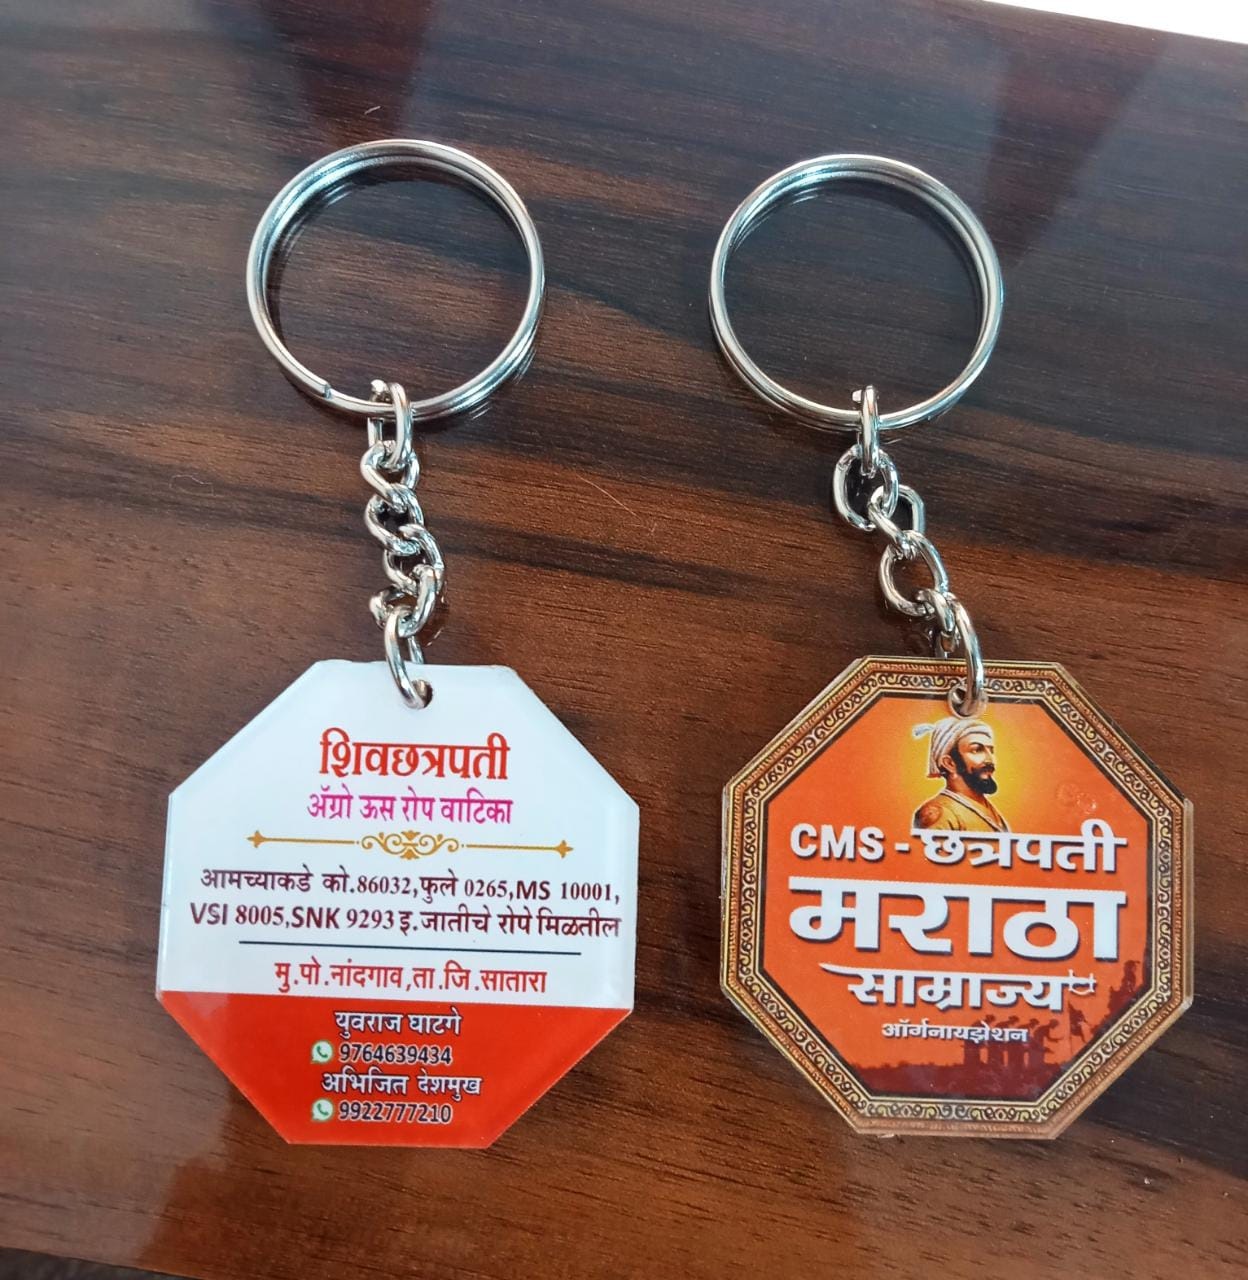 शिवछत्रपती
ॲग्रो ऊस रोप वाटिका
आमच्याकडे को.86032,फुले 0265,MS 10001,
VSI 8005,SNK 9293 इ.जातीचे रोपे मिळतील
मु.पो.नांदगाव,ता.जि.सातारा
युवराज घाटगे
9764639434
अभिजित देशमुख
9922777210
CMS - छत्रपती
मराठा
साम्राज्य
ऑर्गनायझेशन